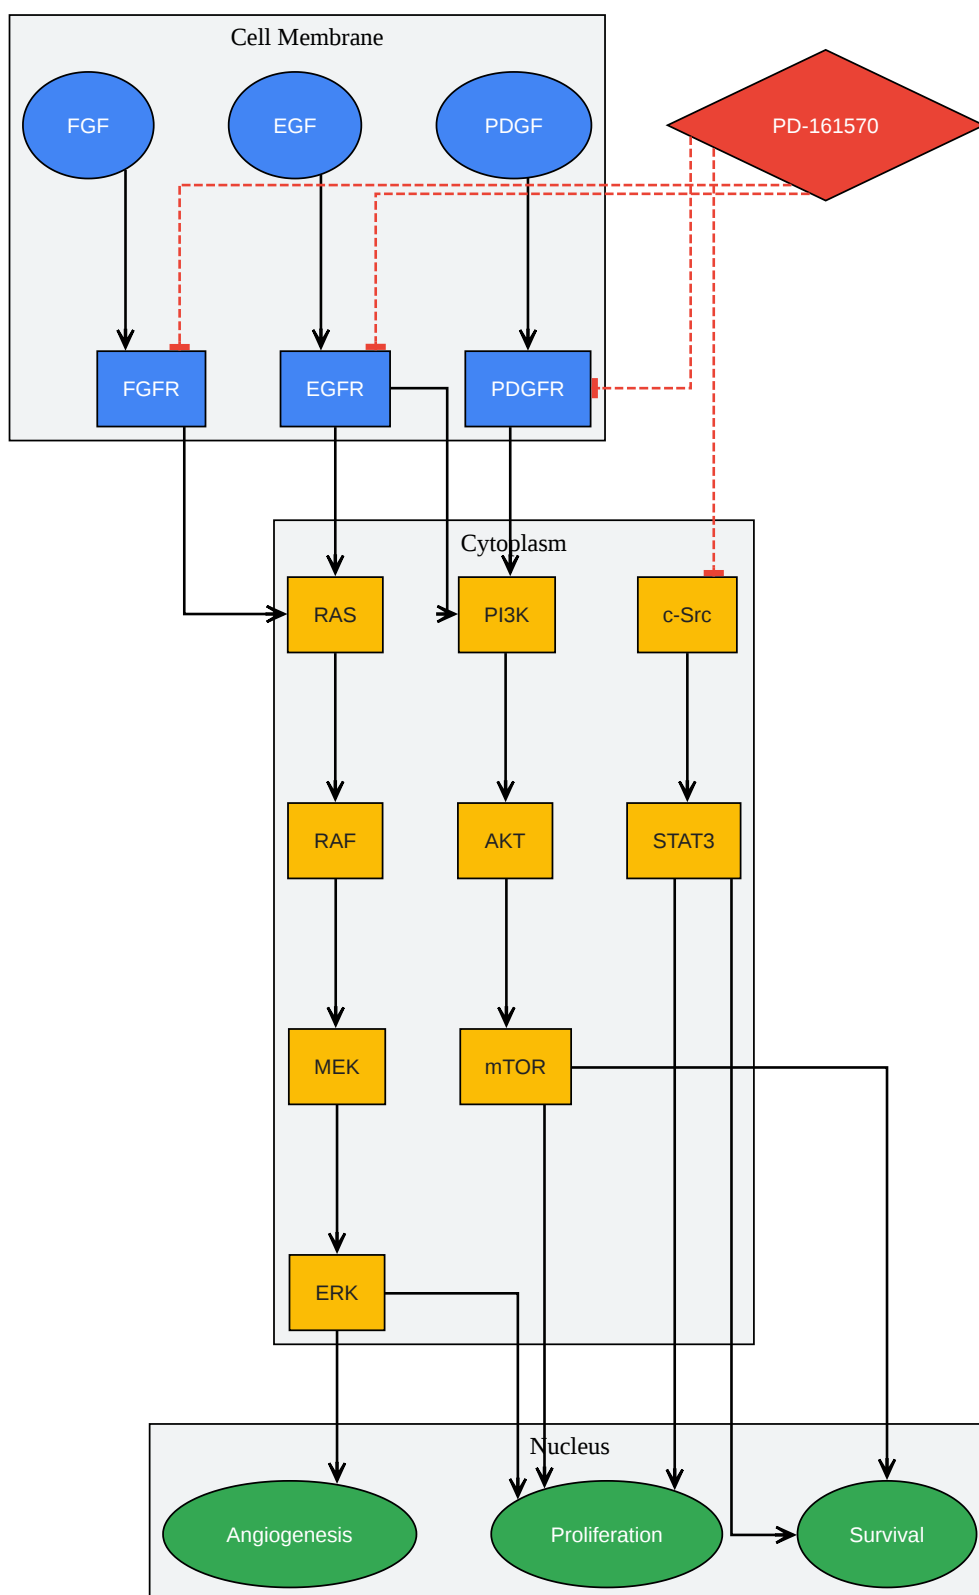 Cell Membrane
FGF
EGF
PDGF
PD-161570
FGFR
EGFR
PDGFR
Cytoplasm
RAS
PI3K
c-Src
RAF
AKT
STAT3
MEK
mTOR
ERK
Nucleus
Angiogenesis
Proliferation
Survival